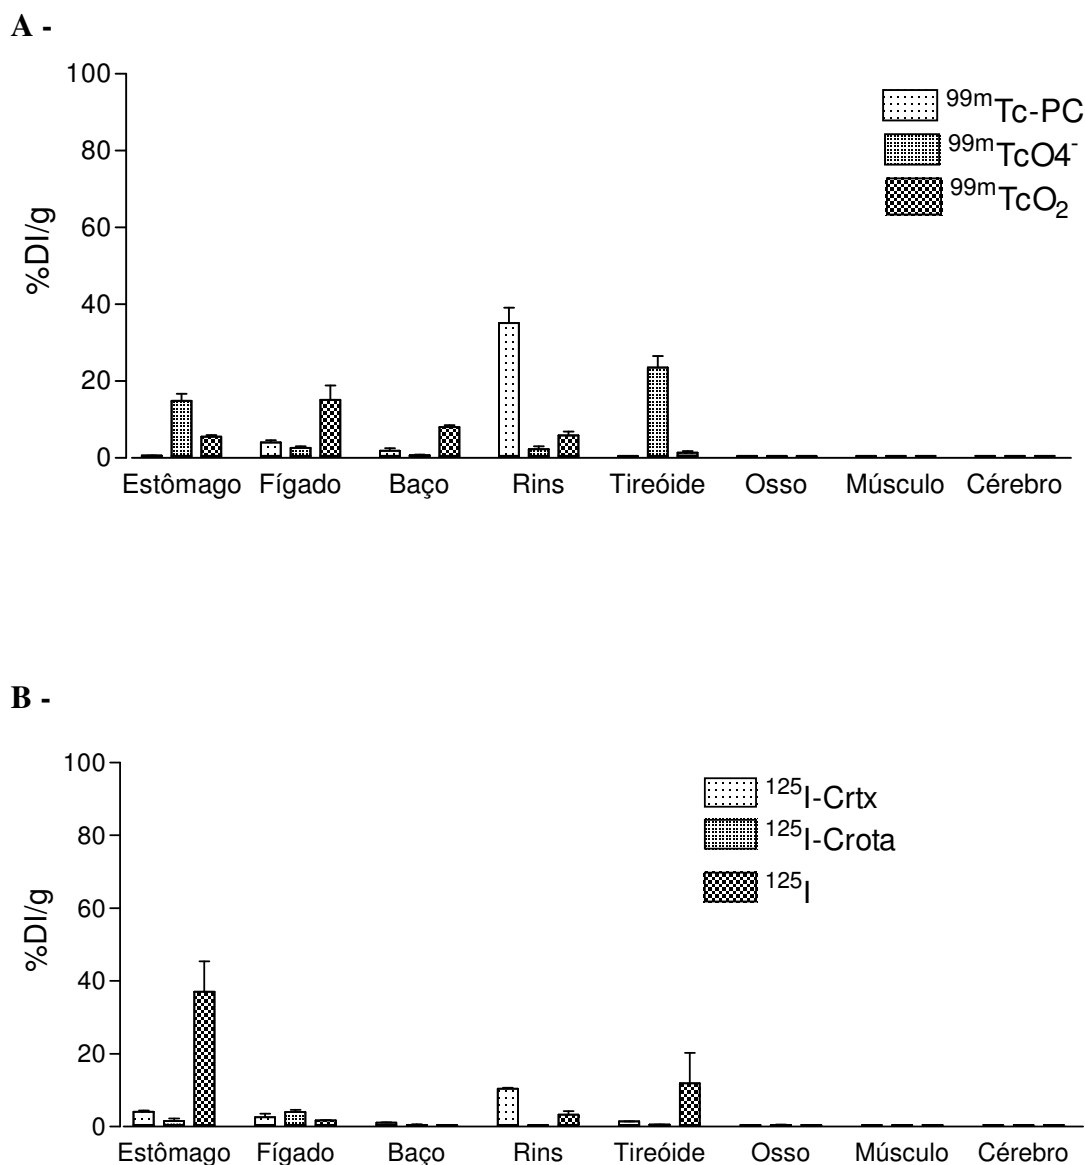 A -
100
80
60
40
20
0
%DI/g
99mTc-PC
99mTcO4-
99mTcO2
Estômago Fígado Baço Rins Tireóide Osso Músculo Cérebro
B -
100
80
60
40
20
0
%DI/g
125I-Crtx
125I-Crota
125I
Estômago Fígado Baço Rins Tireóide Osso Músculo Cérebro